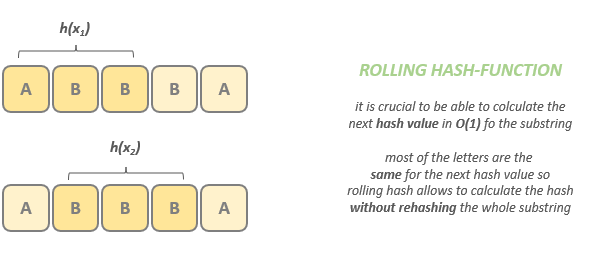 h(x₁)
A B B B A
h(x₂)
A B B B A
ROLLING HASH-FUNCTION
it is crucial to be able to colculate the
next hash value in O(1) fo the substring
most of the letters are the
same for the next hash value so
rolling hash allows to calculate the hash
without rehashing the whole substring